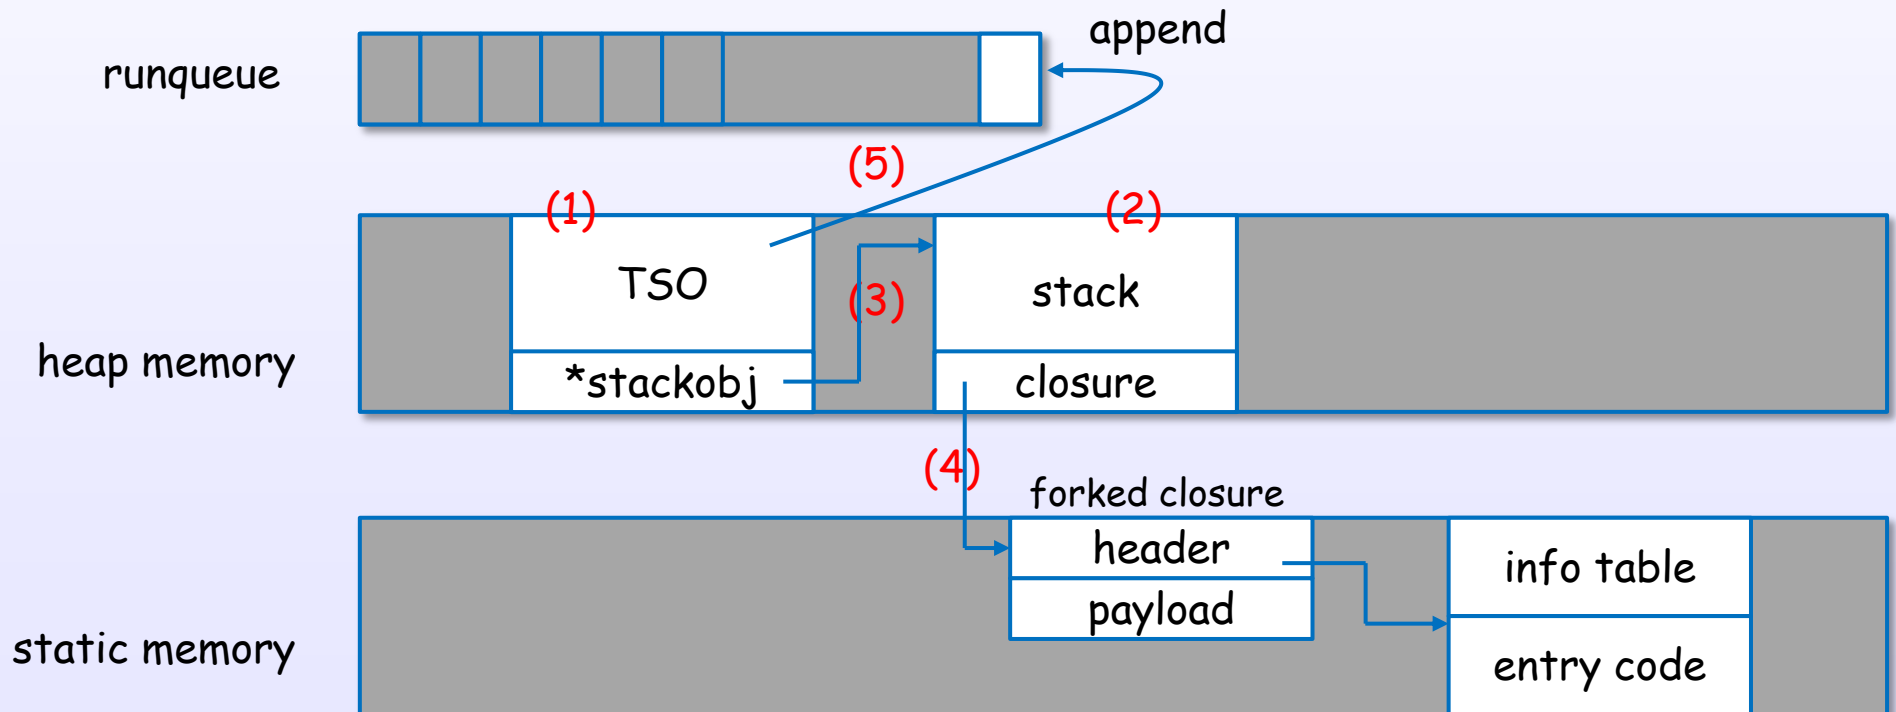 append
runqueue
(5)
(1)
(2)
TSO
stack
(3)
heap memory
*stackobj
closure
(4)
forked closure
header
info table
payload
static memory
entry code